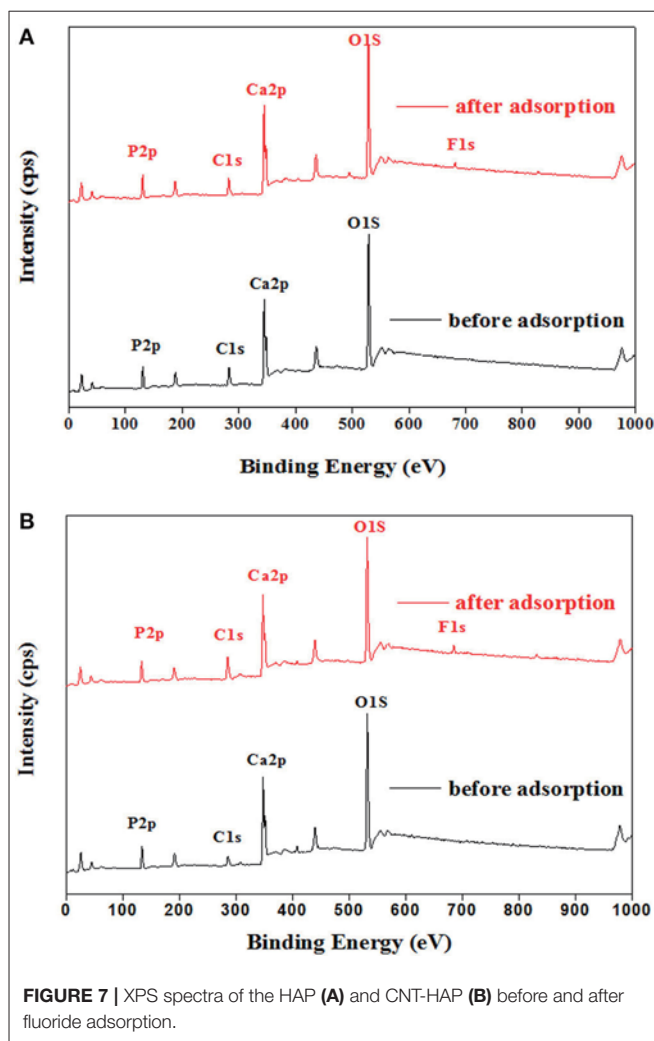 A
O1S
Ca2p
after adsorption
P2p
C1s
F1s
O1S
Ca2p
before adsorption
P2p
C1s
Intensity (cps)
0 100 200 300 400 500 600 700 800 900 1000
Binding Energy (eV)
B
O1S
Ca2p
after adsorption
P2p
C1s
F1s
O1S
Ca2p
before adsorption
P2p
C1s
Intensity (cps)
0 100 200 300 400 500 600 700 800 900 1000
Binding Energy (eV)
FIGURE 7 | XPS spectra of the HAP (A) and CNT-HAP (B) before and after
fluoride adsorption.